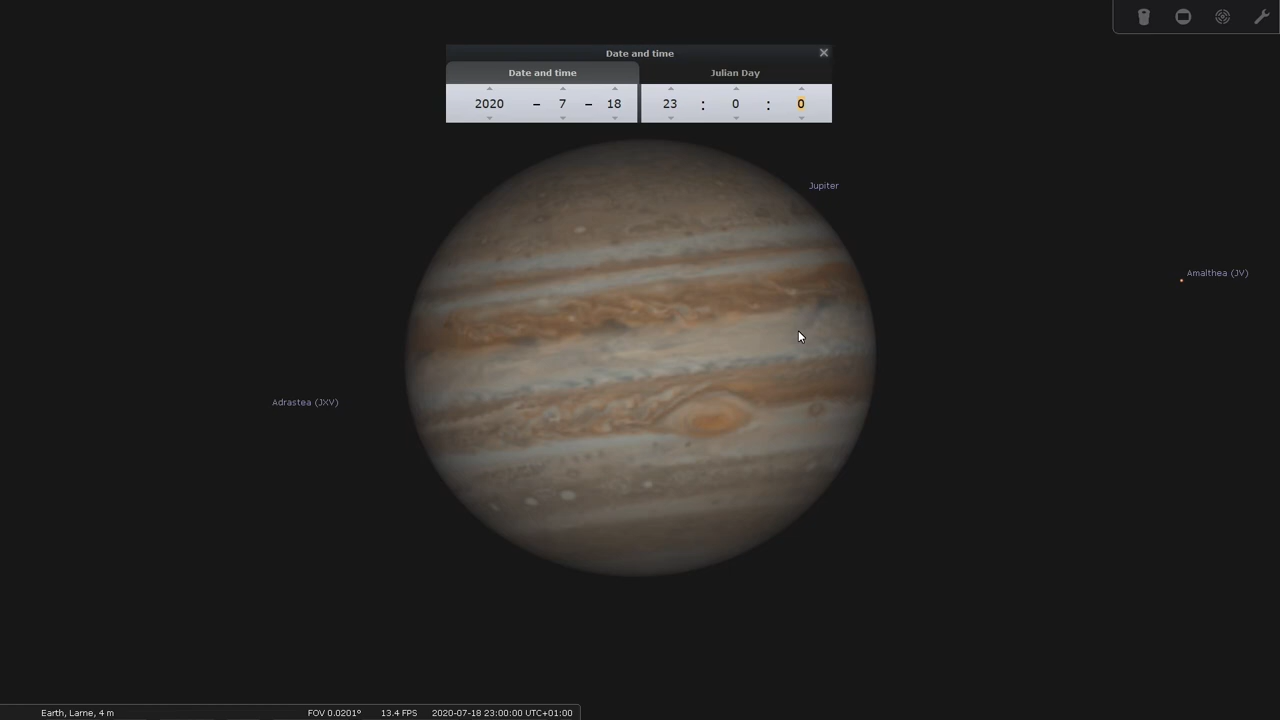 Date and time
Date and time Julian Day
2020 – 7 – 18 23 : 0 : 0
Jupiter
Amalthea (JV)
Adrastea (JXV)
Earth, Larne, 4 m FOV 0.0201° 13.4 FPS 2020-07-18 23:00:00 UTC+01:00